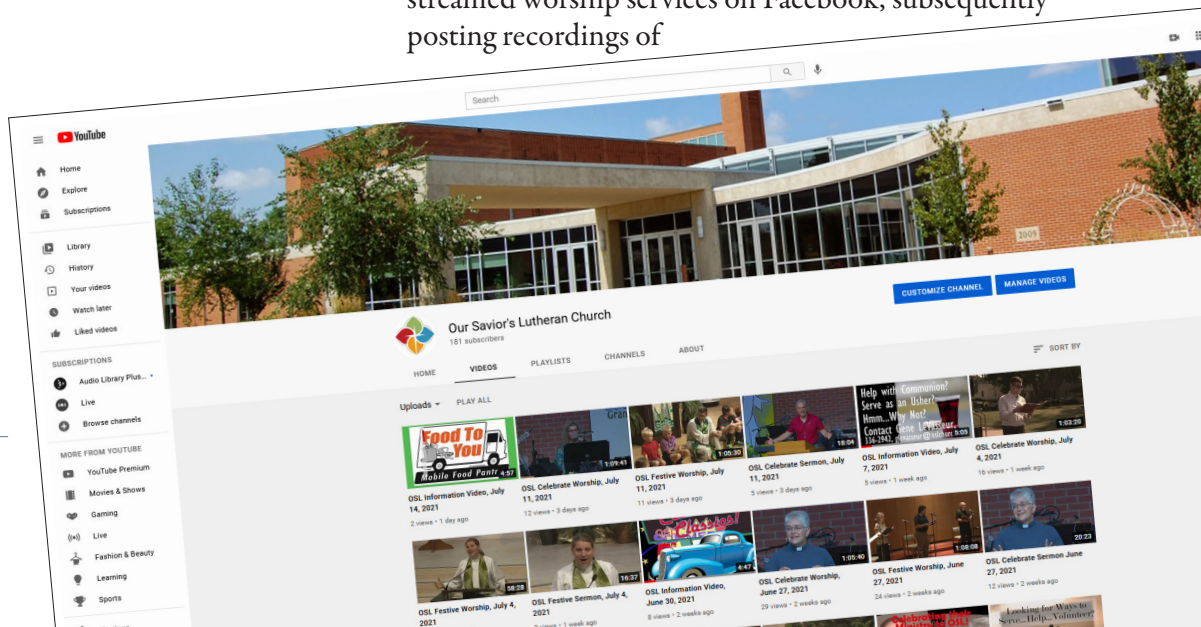 streamed worship services on Facebook, subsequently
posting recordings of
Search
YouTube
Home
Explore
Subscriptions
Library
History
Your videos
Watch later
Liked videos
SUBSCRIPTIONS
Audio Library Plus...
Live
Browse channels
MORE FROM YOUTUBE
YouTube Premium
Movies & Shows
Gaming
Live
Fashion & Beauty
Learning
Sports
2009
CUSTOMIZE CHANNEL
MANAGE VIDEOS
Our Savior's Lutheran Church
181 subscribers
HOME
VIDEOS
PLAYLISTS
CHANNELS
ABOUT
SORT BY
Uploads
PLAY ALL
Food To
You
Mobile Food Pantr
4:57
OSL Information Video, July
14, 2021
2 views • 1 day ago
Gran
1:09:41
OSL Celebrate Worship, July
11, 2021
12 views • 3 days ago
1:05:30
OSL Festive Worship, July
11, 2021
11 views • 3 days ago
18:04
OSL Celebrate Sermon, July
11, 2021
5 views • 3 days ago
Help with Communion?
Serve as an Usher?
Hmm...Why Not?
Contact Gene Levasseur,
336-2942,
5:05
OSL Information Video, July
7, 2021
5 views • 1 week ago
1:03:20
OSL Celebrate Worship, July
4, 2021
16 views • 1 week ago
58:28
OSL Festive Worship, July 4,
2021
16:37
OSL Festive Sermon, July 4,
2021
views • 1 week ago
Classics!
4:47
OSL Information Video,
June 30, 2021
8 views • 2 weeks ago
1:05:40
OSL Celebrate Worship,
June 27, 2021
29 views • 2 weeks ago
1:08:08
OSL Festive Worship, June
27, 2021
24 views • 2 weeks ago
20:23
OSL Celebrate Sermon June
27, 2021
12 views • 2 weeks ago
Celebrating their
Ministry to OSL!
Looking for Ways to
Serve...Help...Volunteer?